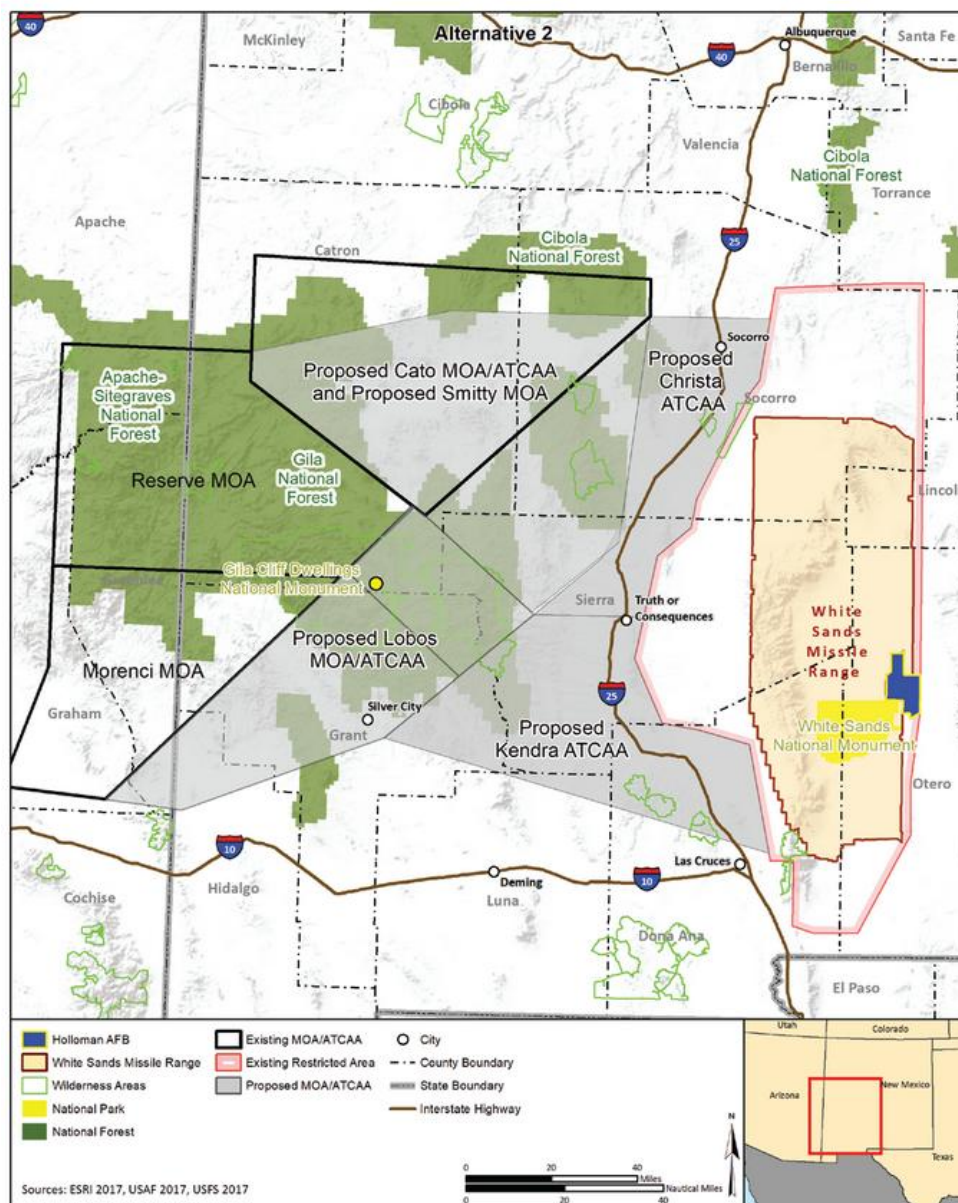 Alternative 2
40
McKinley
Albuquerque
Santa Fe
40
Bernalillo
Cibola
Valencia
Cibola
National Forest
Torrance
Apache
25
Catron
Cibola
National Forest
Socorro
Proposed Cato MOA/ATCAA
and Proposed Smitty MOA
Proposed
Christa
ATCAA
Apache-
Sitegraves
National
Forest
Socorro
Gila
National
Forest
Reserve MOA
Lincol
Gila Cliff Dwellings
National Monument
Sierra
Truth or
Consequences
White
Sands
Missile
Range
Proposed Lobos
MOA/ATCAA
Morenci MOA
25
Graham
Silver City
Grant
Proposed
Kendra ATCAA
White Sands
National Monument
Otero
10
Las Cruces
10
Deming
Luna
Hidalgo
Cochise
Dona Ana
El Paso
Holloman AFB
White Sands Missile Range
Wilderness Areas
National Park
National Forest
Existing MOA/ATCAA
Existing Restricted Area
Proposed MOA/ATCAA
City
County Boundary
State Boundary
Interstate Highway
N
0 20 40
Miles
Nautical Miles
0 20 40
Utah
Colorado
Arizona
New Mexico
Texas
Sources: ESRI 2017, USAF 2017, USFS 2017